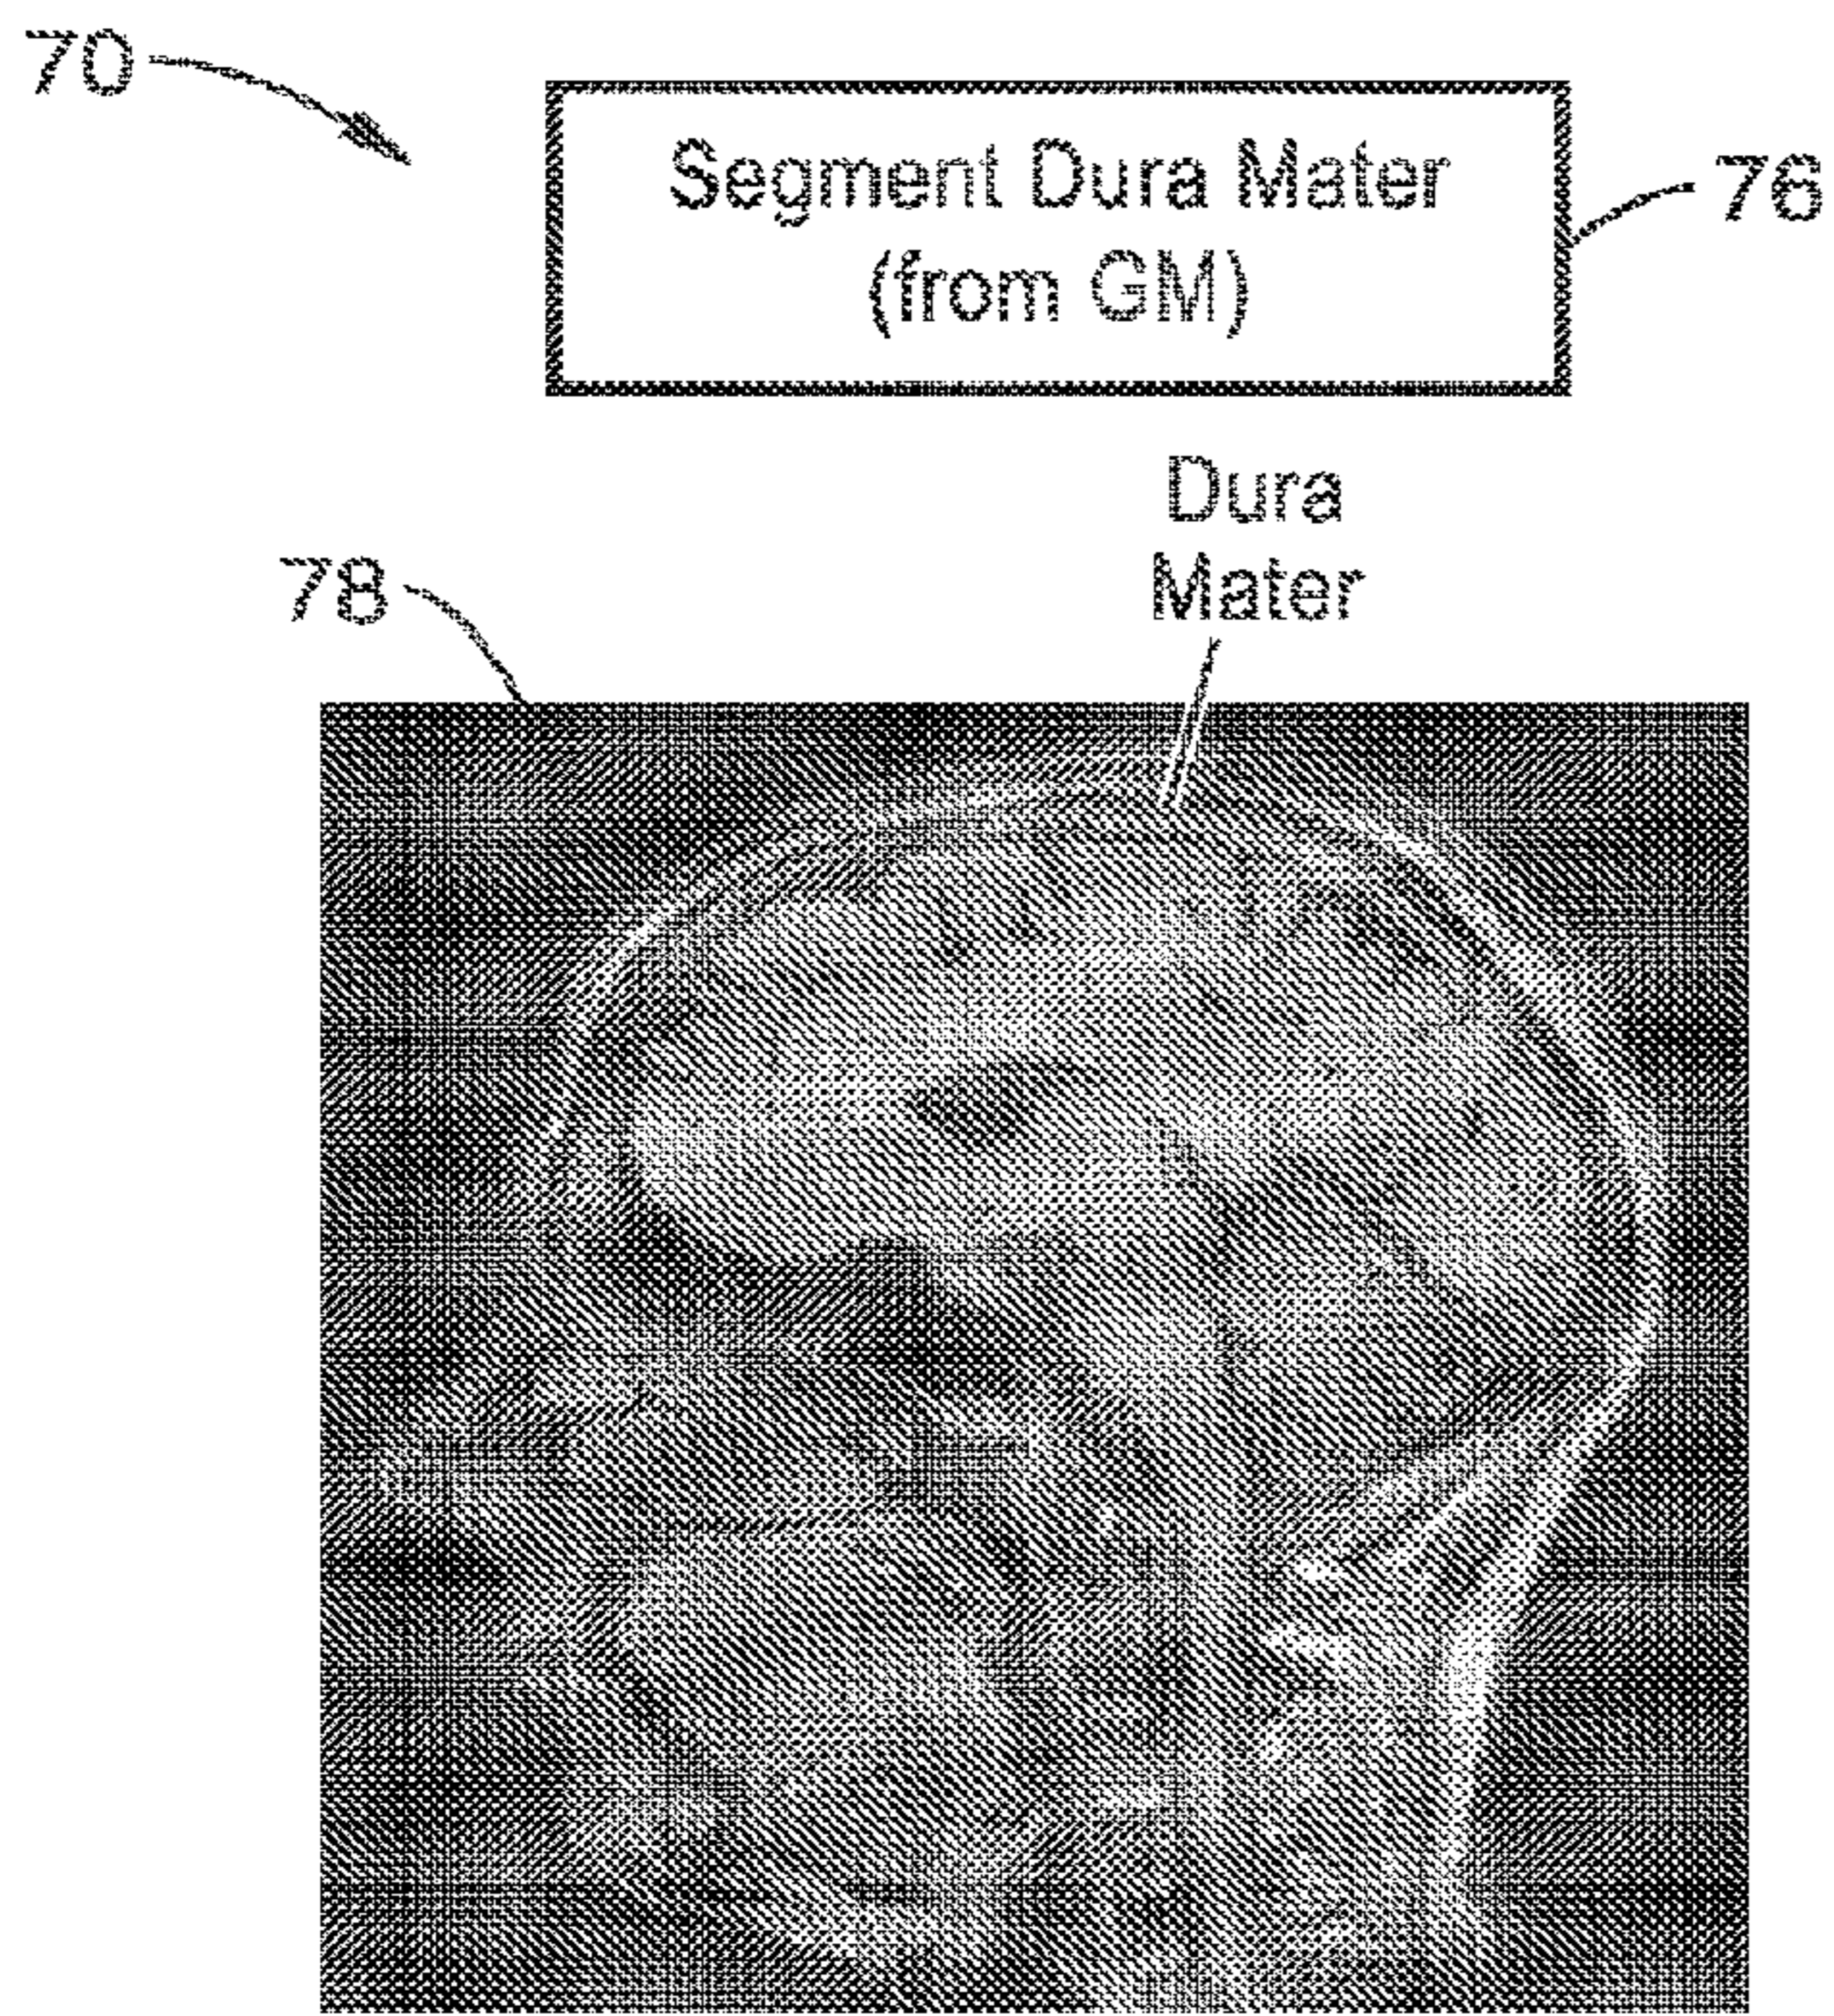 70
Segment Dura Mater
(from GM)
76
Dura
Mater
78